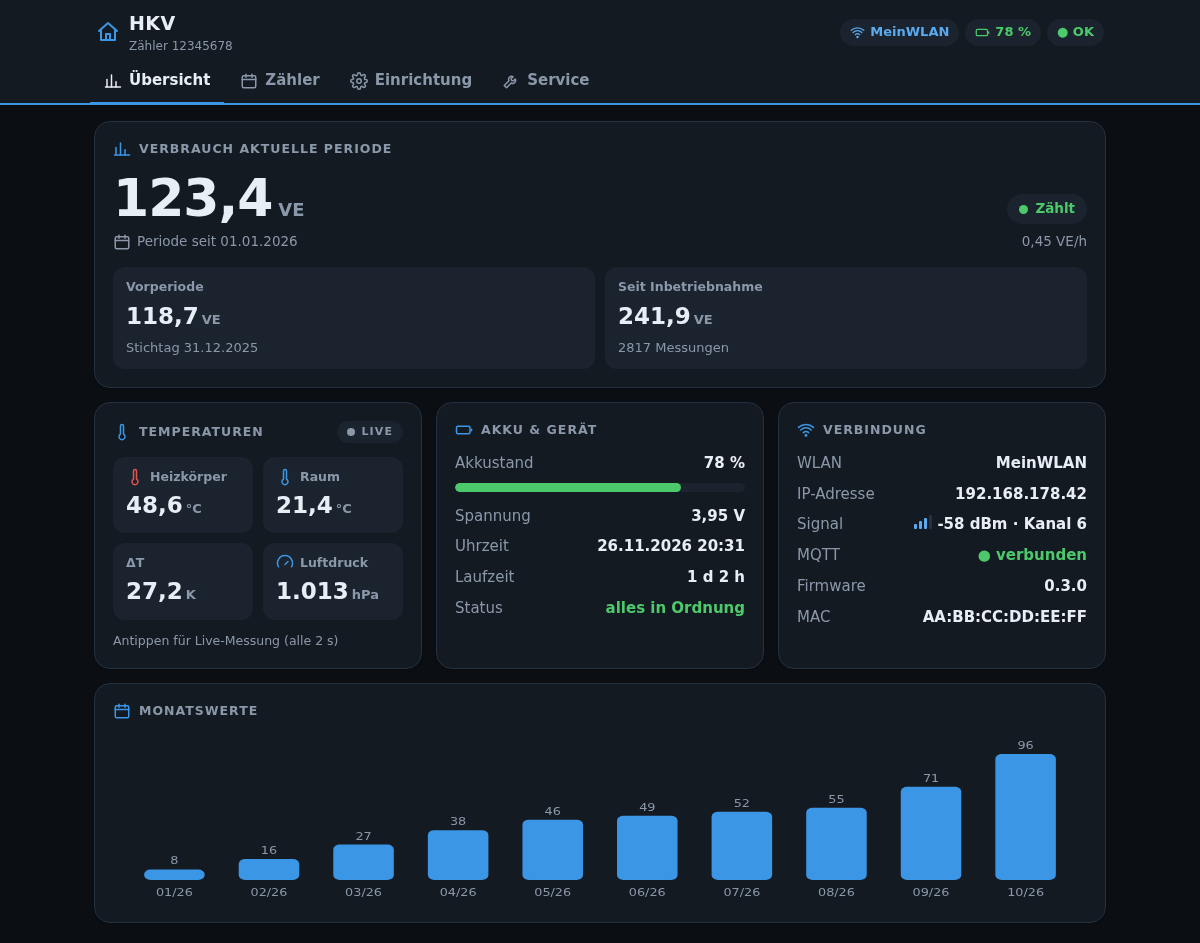 HKV
Zähler 12345678
MeinWLAN
78 %
OK
Übersicht
Zähler
Einrichtung
Service
VERBRAUCH AKTUELLE PERIODE
123,4 VE
Zählt
Periode seit 01.01.2026
0,45 VE/h
Vorperiode
118,7 VE
Stichtag 31.12.2025
Seit Inbetriebnahme
241,9 VE
2817 Messungen
TEMPERATUREN
LIVE
Heizkörper
48,6 °C
Raum
21,4 °C
ΔT
27,2 K
Luftdruck
1.013 hPa
Antippen für Live-Messung (alle 2 s)
AKKU & GERÄT
Akkustand 78 %
Spannung 3,95 V
Uhrzeit 26.11.2026 20:31
Laufzeit 1 d 2 h
Status alles in Ordnung
VERBINDUNG
WLAN MeinWLAN
IP-Adresse 192.168.178.42
Signal -58 dBm · Kanal 6
MQTT verbunden
Firmware 0.3.0
MAC AA:BB:CC:DD:EE:FF
MONATSWERTE
8 16 27 38 46 49 52 55 71 96
01/26 02/26 03/26 04/26 05/26 06/26 07/26 08/26 09/26 10/26